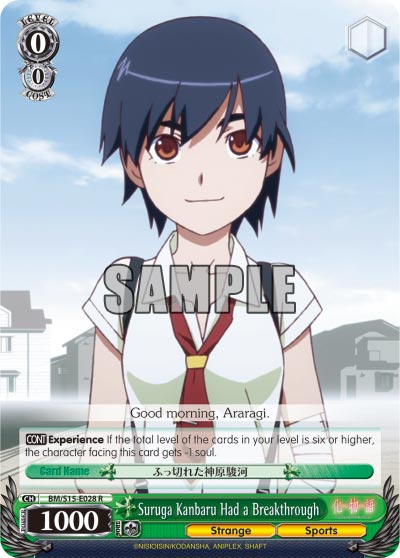 LEVEL
0
0
COST
SAMPLE
Good morning, Araragi.
CONT Experience If the total level of the cards in your level is six or higher,
the character facing this card gets -1 soul.
Card Name ふっ切れた神原駿河
CH BM/S15-E028 R
Suruga Kanbaru Had a Breakthrough 化物語
POWER 1000
Strange Sports
©NISIOISIN/KODANSHA, ANIPLEX, SHAFT